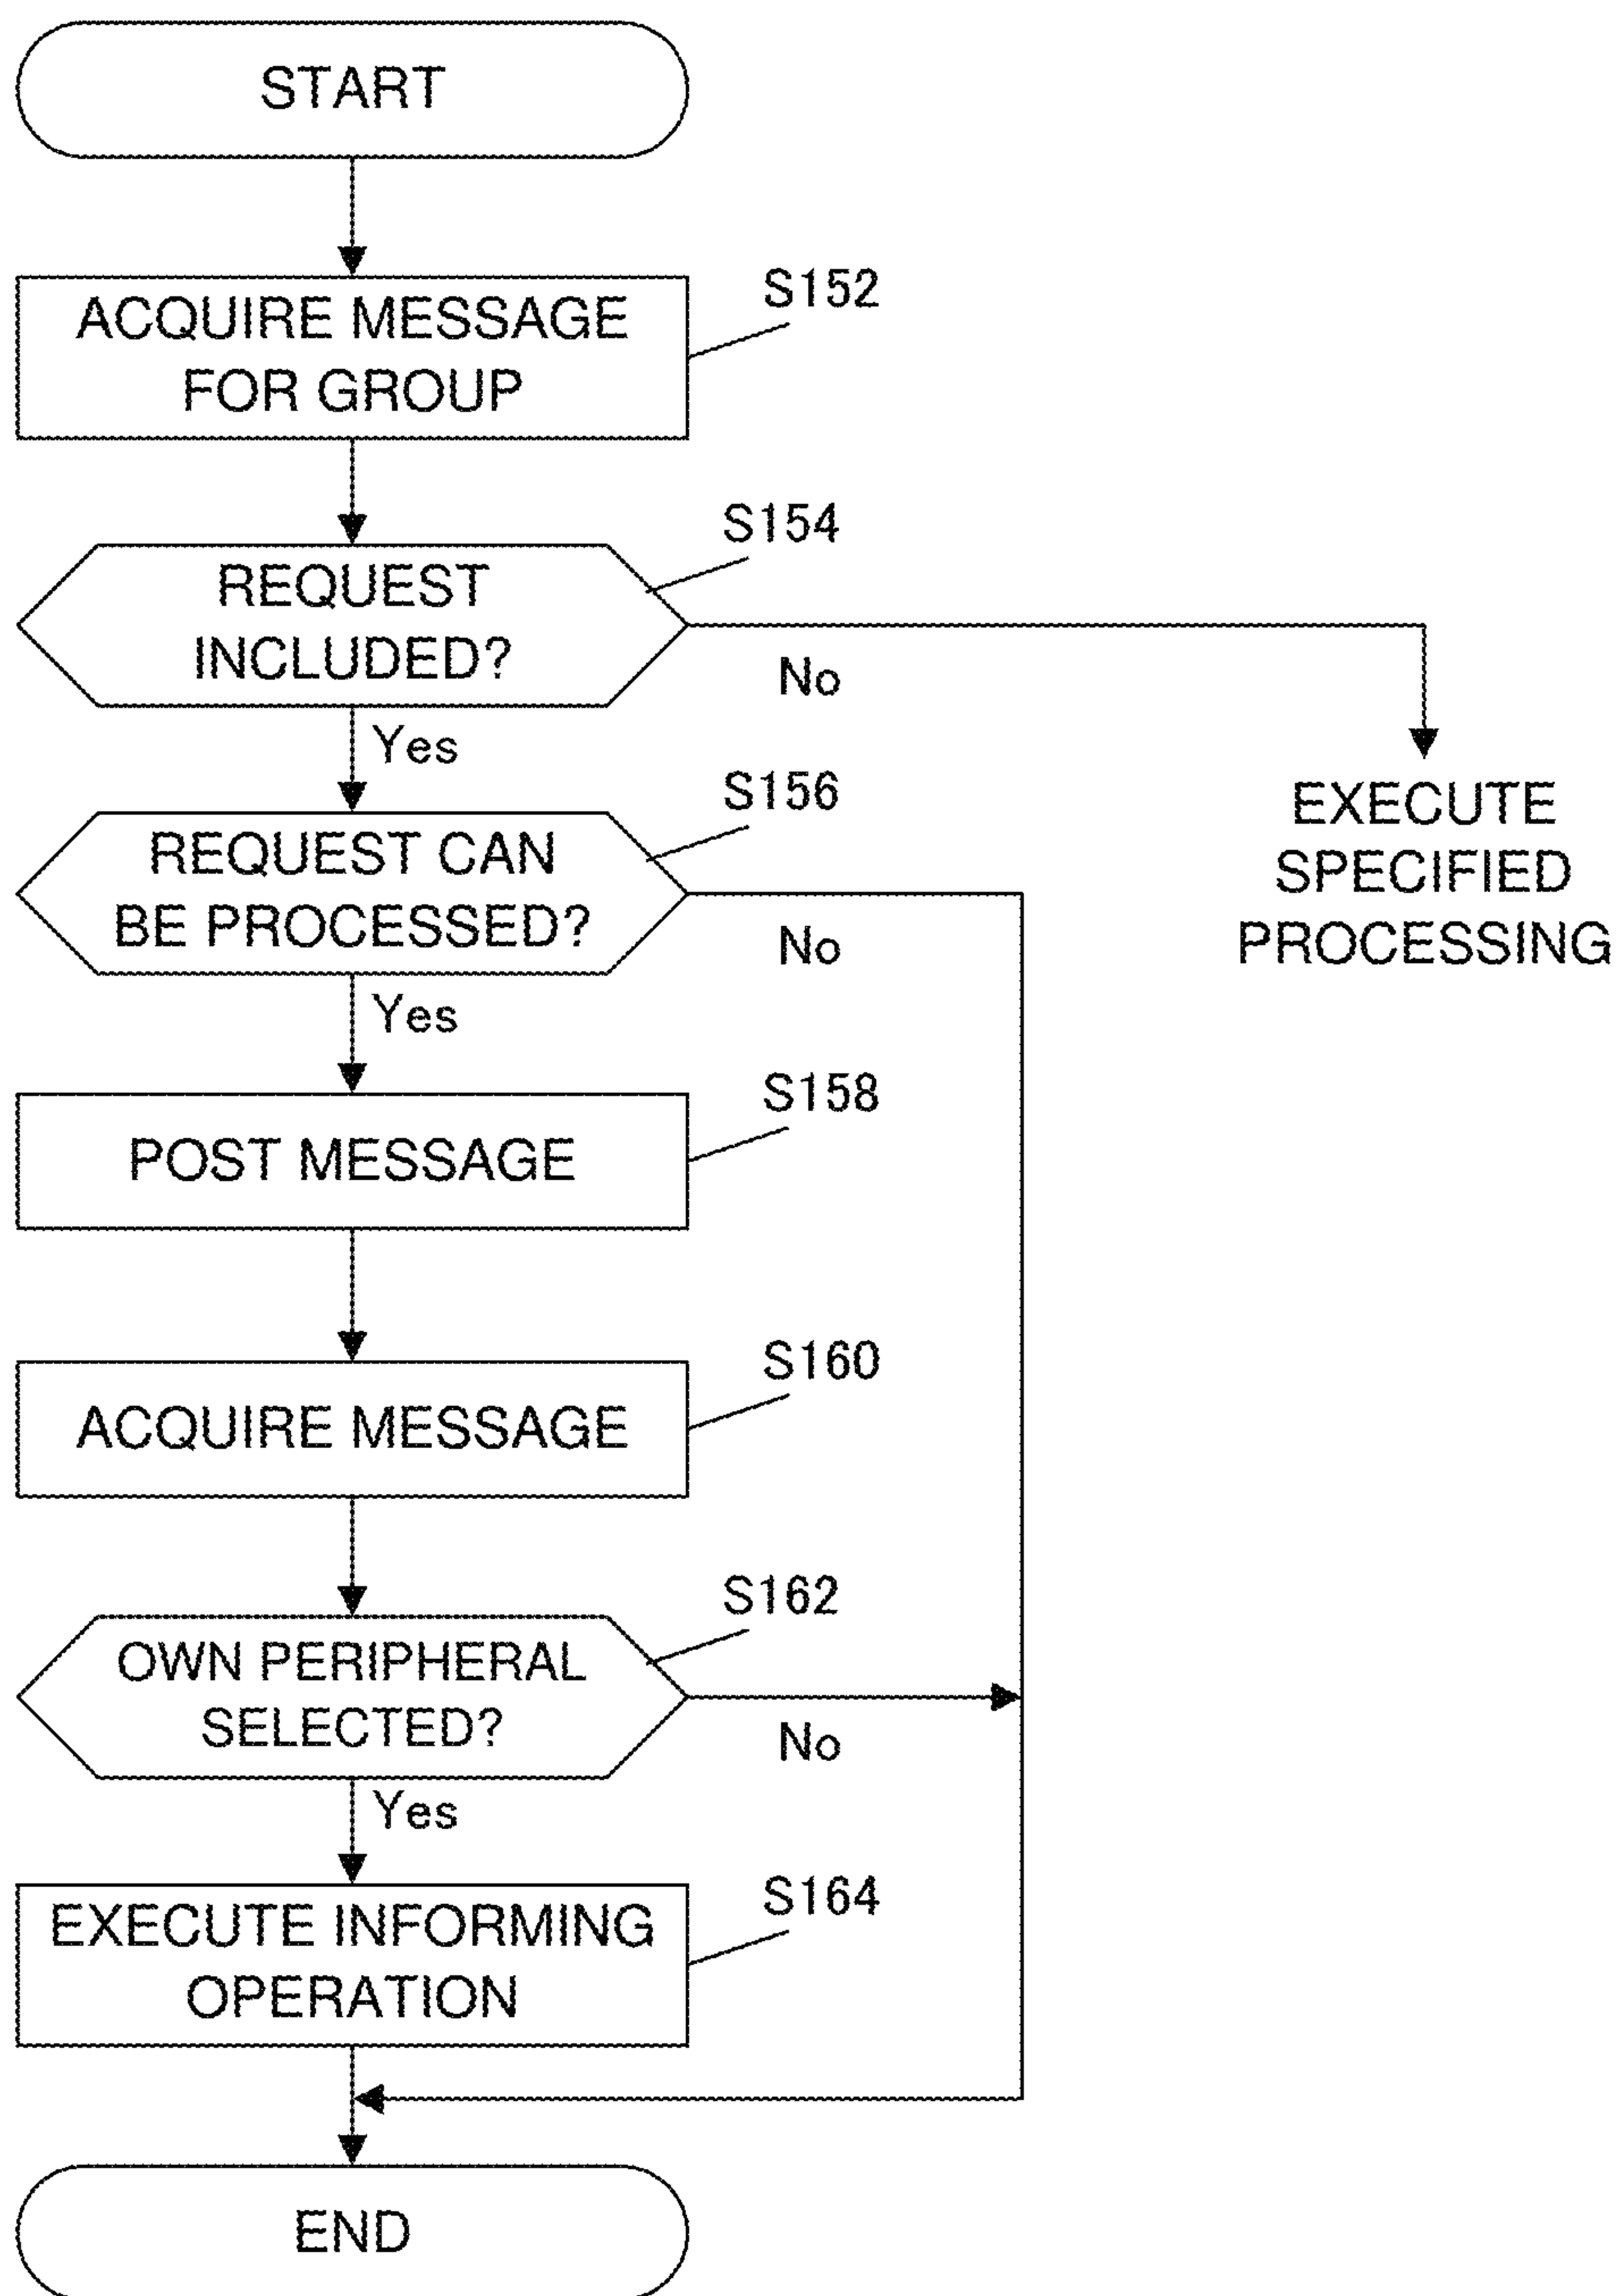 START
S152
ACQUIRE MESSAGE
FOR GROUP
S154
REQUEST
INCLUDED?
No
Yes
EXECUTE
SPECIFIED
PROCESSING
S156
REQUEST CAN
BE PROCESSED?
No
Yes
S158
POST MESSAGE
S160
ACQUIRE MESSAGE
S162
OWN PERIPHERAL
SELECTED?
No
Yes
S164
EXECUTE INFORMING
OPERATION
END